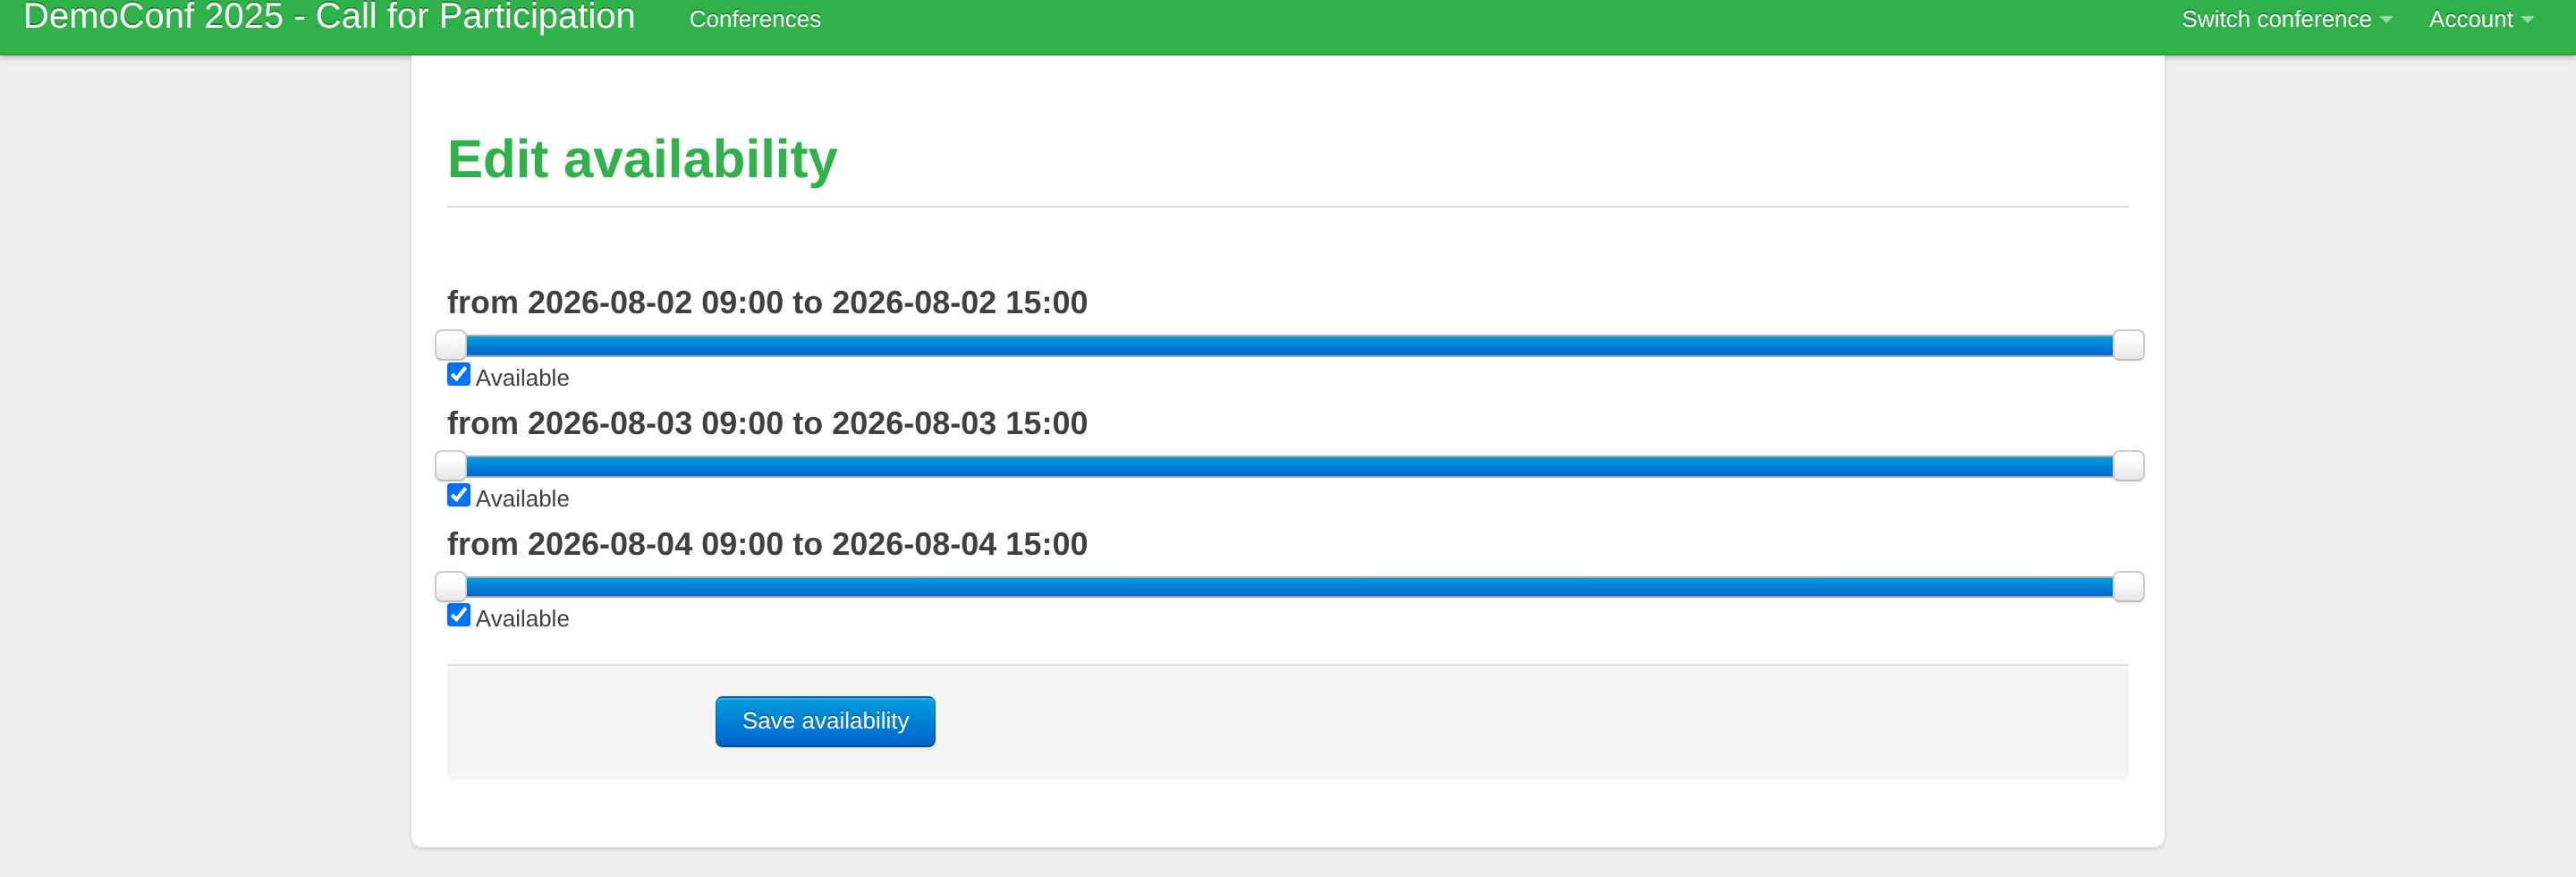 DemoConf 2025 - Call for Participation Conferences Switch conference Account
Edit availability
from 2026-08-02 09:00 to 2026-08-02 15:00
Available
from 2026-08-03 09:00 to 2026-08-03 15:00
Available
from 2026-08-04 09:00 to 2026-08-04 15:00
Available
Save availability